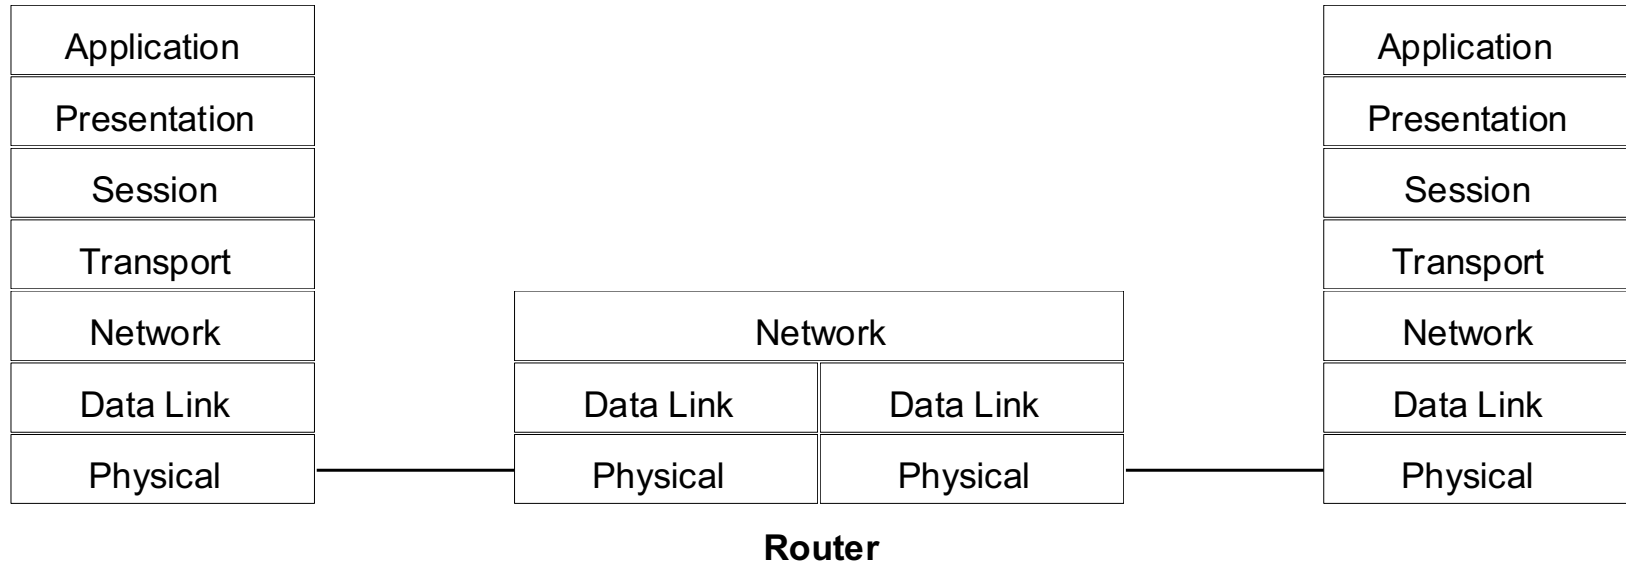 Application Application
Presentation Presentation
Session Session
Transport Transport
Network Network Network
Data Link Data Link Data Link Data Link
Physical Physical Physical Physical
Router